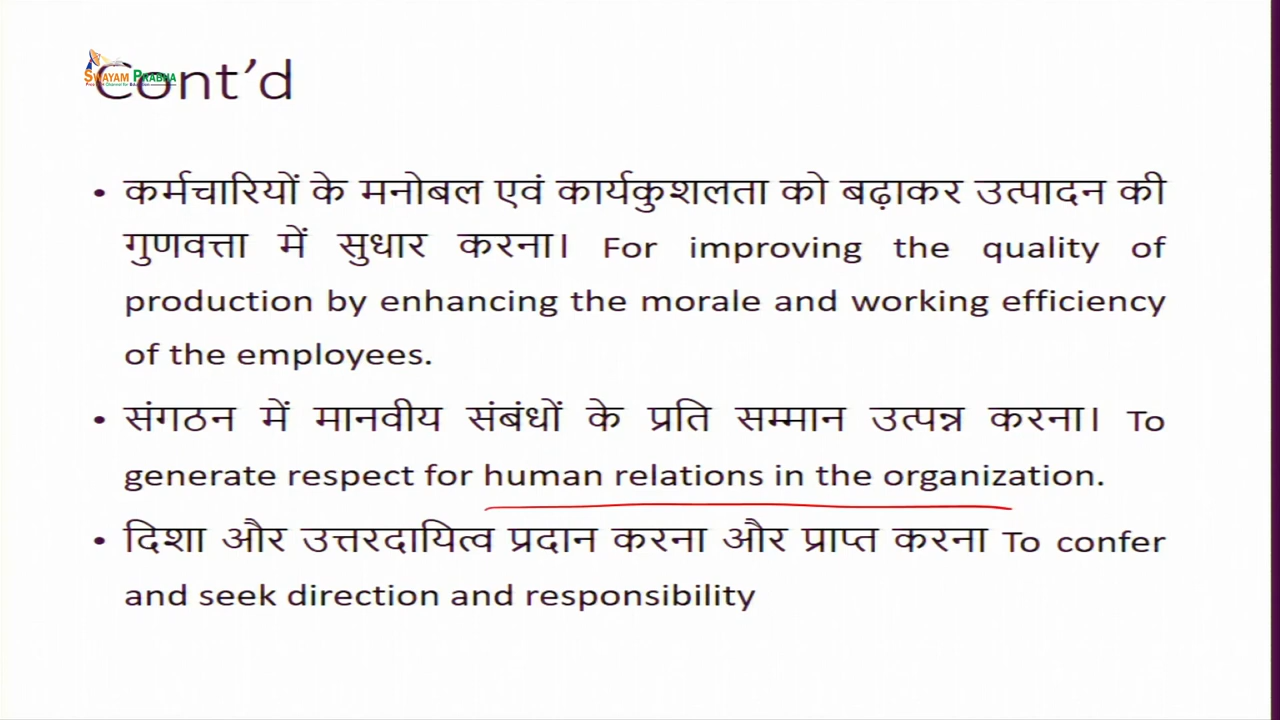 Cont’d
SWAYAM PRABHA
• कर्मचारियों के मनोबल एवं कार्यकुशलता को बढ़ाकर उत्पादन की
गुणवत्ता में सुधार करना। For improving the quality of
production by enhancing the morale and working efficiency
of the employees.
• संगठन में मानवीय संबंधों के प्रति सम्मान उत्पन्न करना। To
generate respect for human relations in the organization.
• दिशा और उत्तरदायित्व प्रदान करना और प्राप्त करना To confer
and seek direction and responsibility